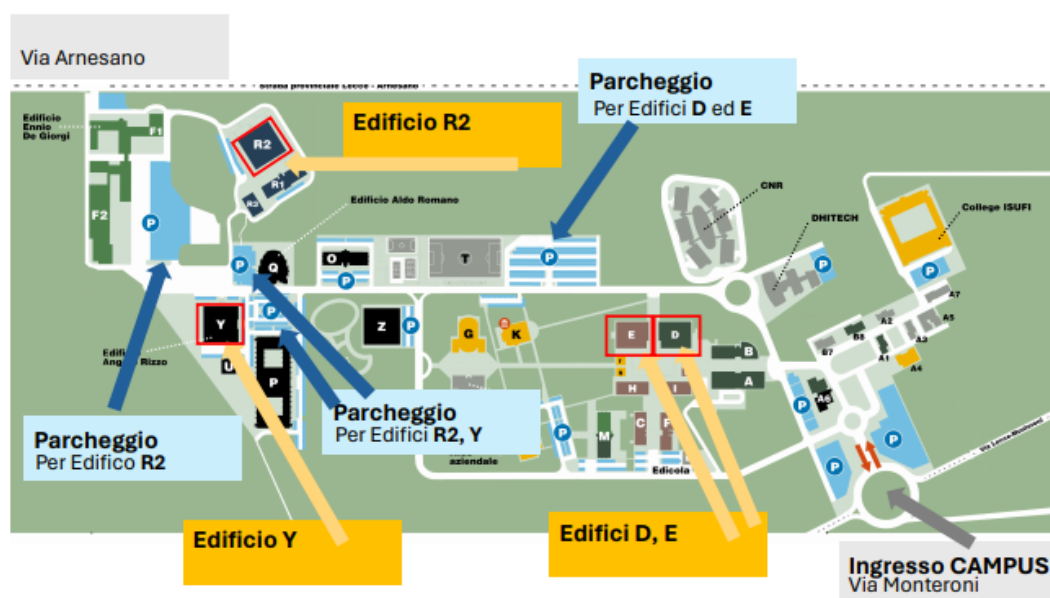 Via Arnesano
Strada provinciale Lecce - Arnesano
Parcheggio
Per Edifici D ed E
Edificio
Ennio
De Giorgi
F1
Edificio R2
R2
R1
R3
CNR
Edificio Aldo Romano
College ISUFI
DHITECH
F2
P
Q
O
P
T
P
P
P
P
A7
Y
P
Z
P
G
K
E
D
B
A2
A5
B8
A3
B7
A1
A4
Edificio
Angelo Rizzo
U
P
H
I
A
A6
P
Parcheggio
Per Edifico R2
Parcheggio
Per Edifici R2, Y
P
M
C
F
P
P
aziendale
Edicola
Via Lecce-Monteroni
Edificio Y
Edifici D, E
Ingresso CAMPUS
Via Monteroni